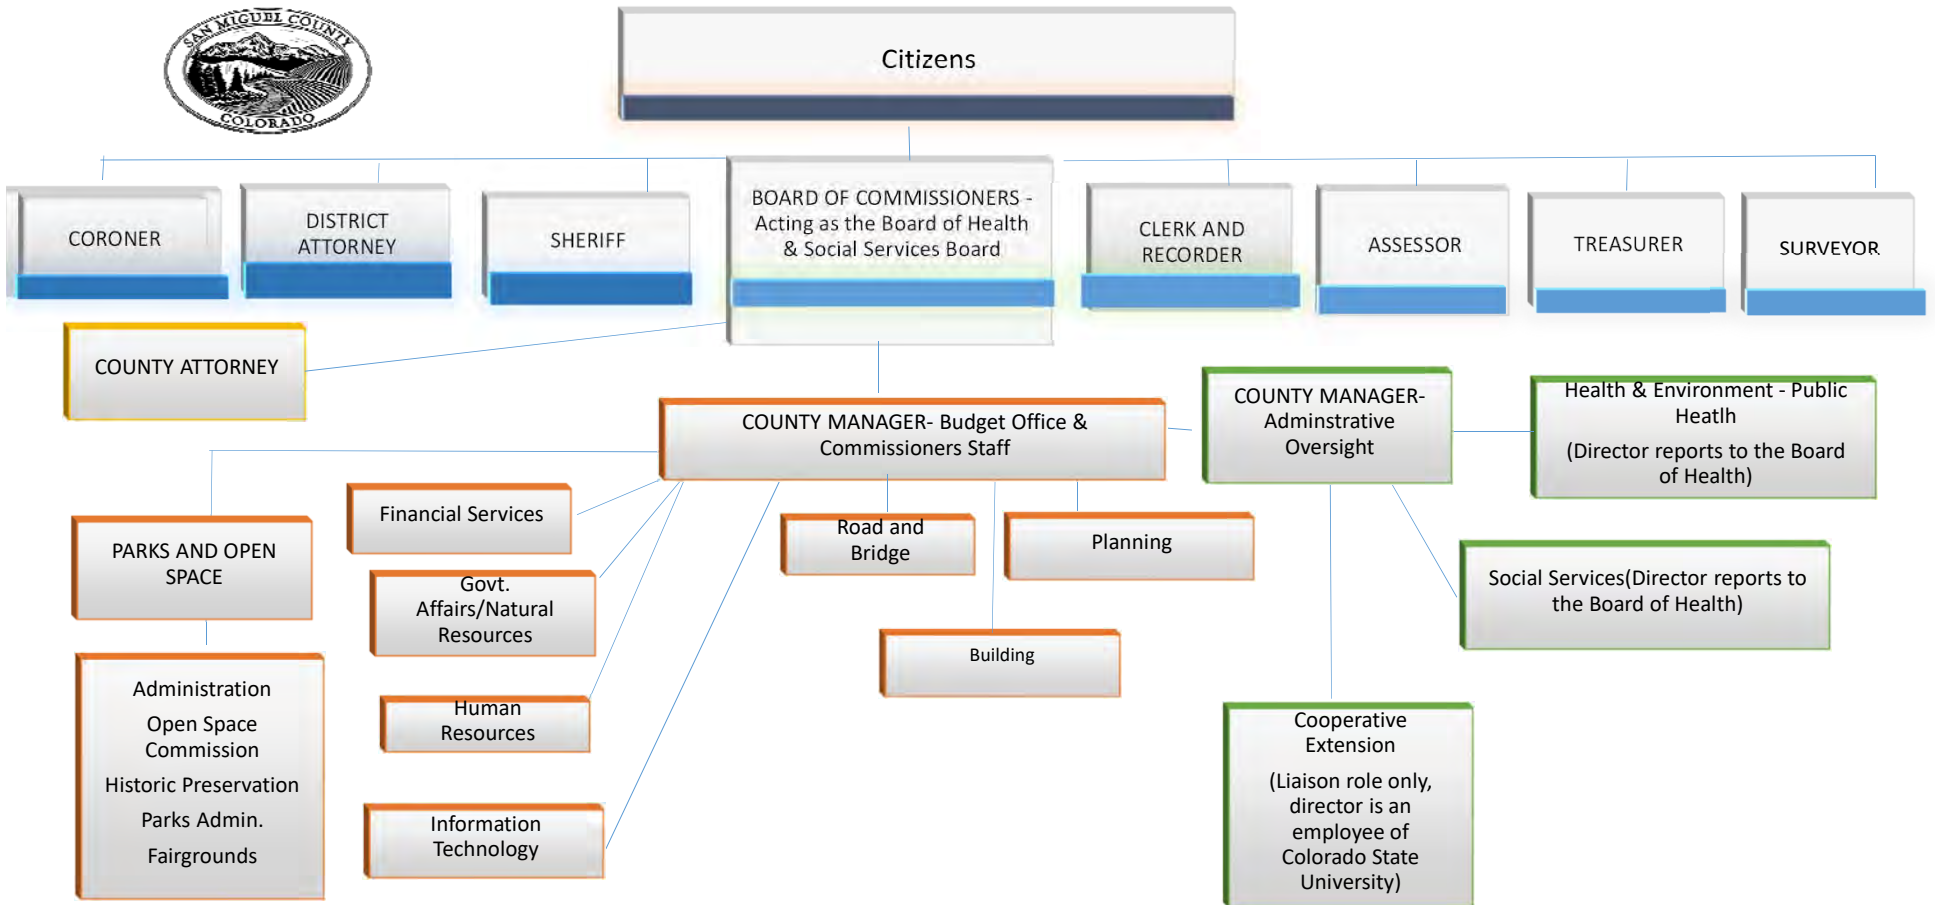 SAN MIGUEL COUNTY
COLORADO
Citizens
CORONER
DISTRICT
ATTORNEY
SHERIFF
BOARD OF COMMISSIONERS -
Acting as the Board of Health
& Social Services Board
CLERK AND
RECORDER
ASSESSOR
TREASURER
SURVEYOR
COUNTY ATTORNEY
COUNTY MANAGER- Budget Office &
Commissioners Staff
COUNTY MANAGER-
Adminstrative
Oversight
Health & Environment - Public
Heatlh
(Director reports to the Board
of Health)
PARKS AND OPEN
SPACE
Financial Services
Govt.
Affairs/Natural
Resources
Human
Resources
Information
Technology
Road and
Bridge
Planning
Building
Social Services(Director reports to
the Board of Health)
Administration
Open Space
Commission
Historic Preservation
Parks Admin.
Fairgrounds
Cooperative
Extension
(Liaison role only,
director is an
employee of
Colorado State
University)